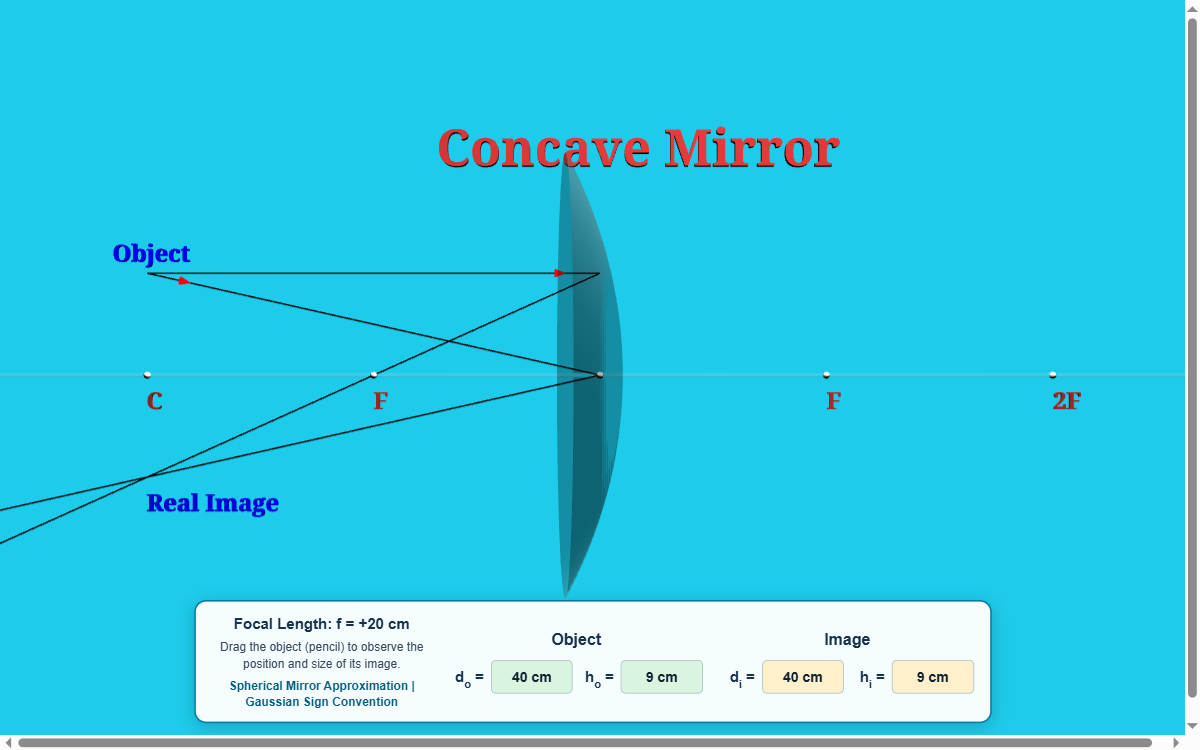 Concave Mirror
Object
C
F
F
2F
Real Image
Focal Length: f = +20 cm
Drag the object (pencil) to observe the
position and size of its image.
Spherical Mirror Approximation |
Gaussian Sign Convention
Object
do = 40 cm ho = 9 cm
Image
di = 40 cm hi = 9 cm